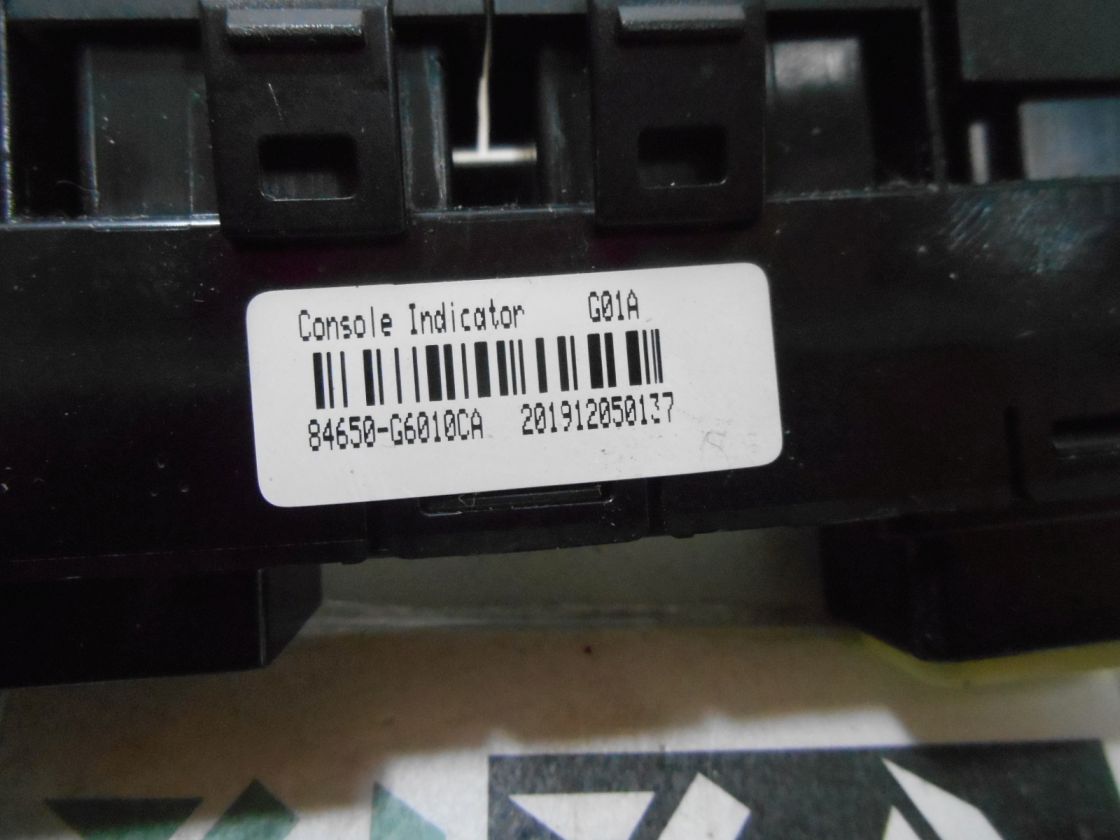 Console Indicator G01A
84650-G6010CA 201912050137